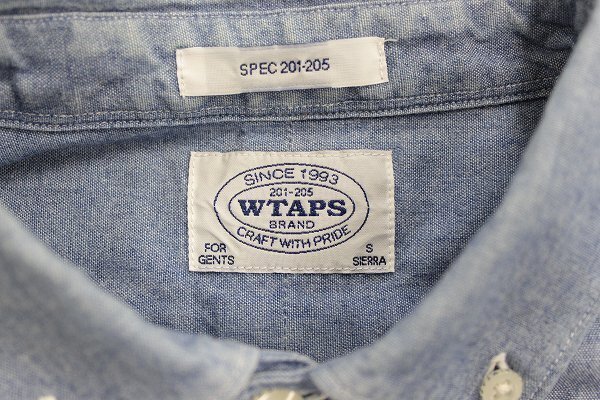 SPEC 201-205
SINCE 1993
201-205
WTAPS
BRAND
CRAFT WITH PRIDE
FOR
GENTS
S
SIERRA